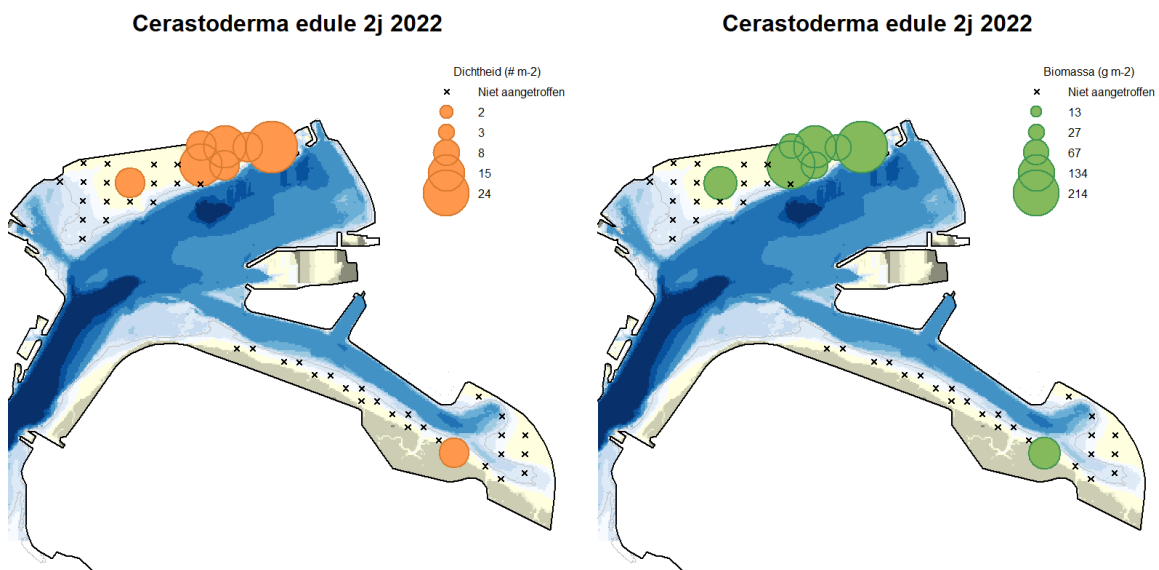 Cerastoderma edule 2j 2022
Dichtheid (# m-2)
Niet aangetroffen
2
3
8
15
24
Cerastoderma edule 2j 2022
Biomassa (g m-2)
Niet aangetroffen
13
27
67
134
214